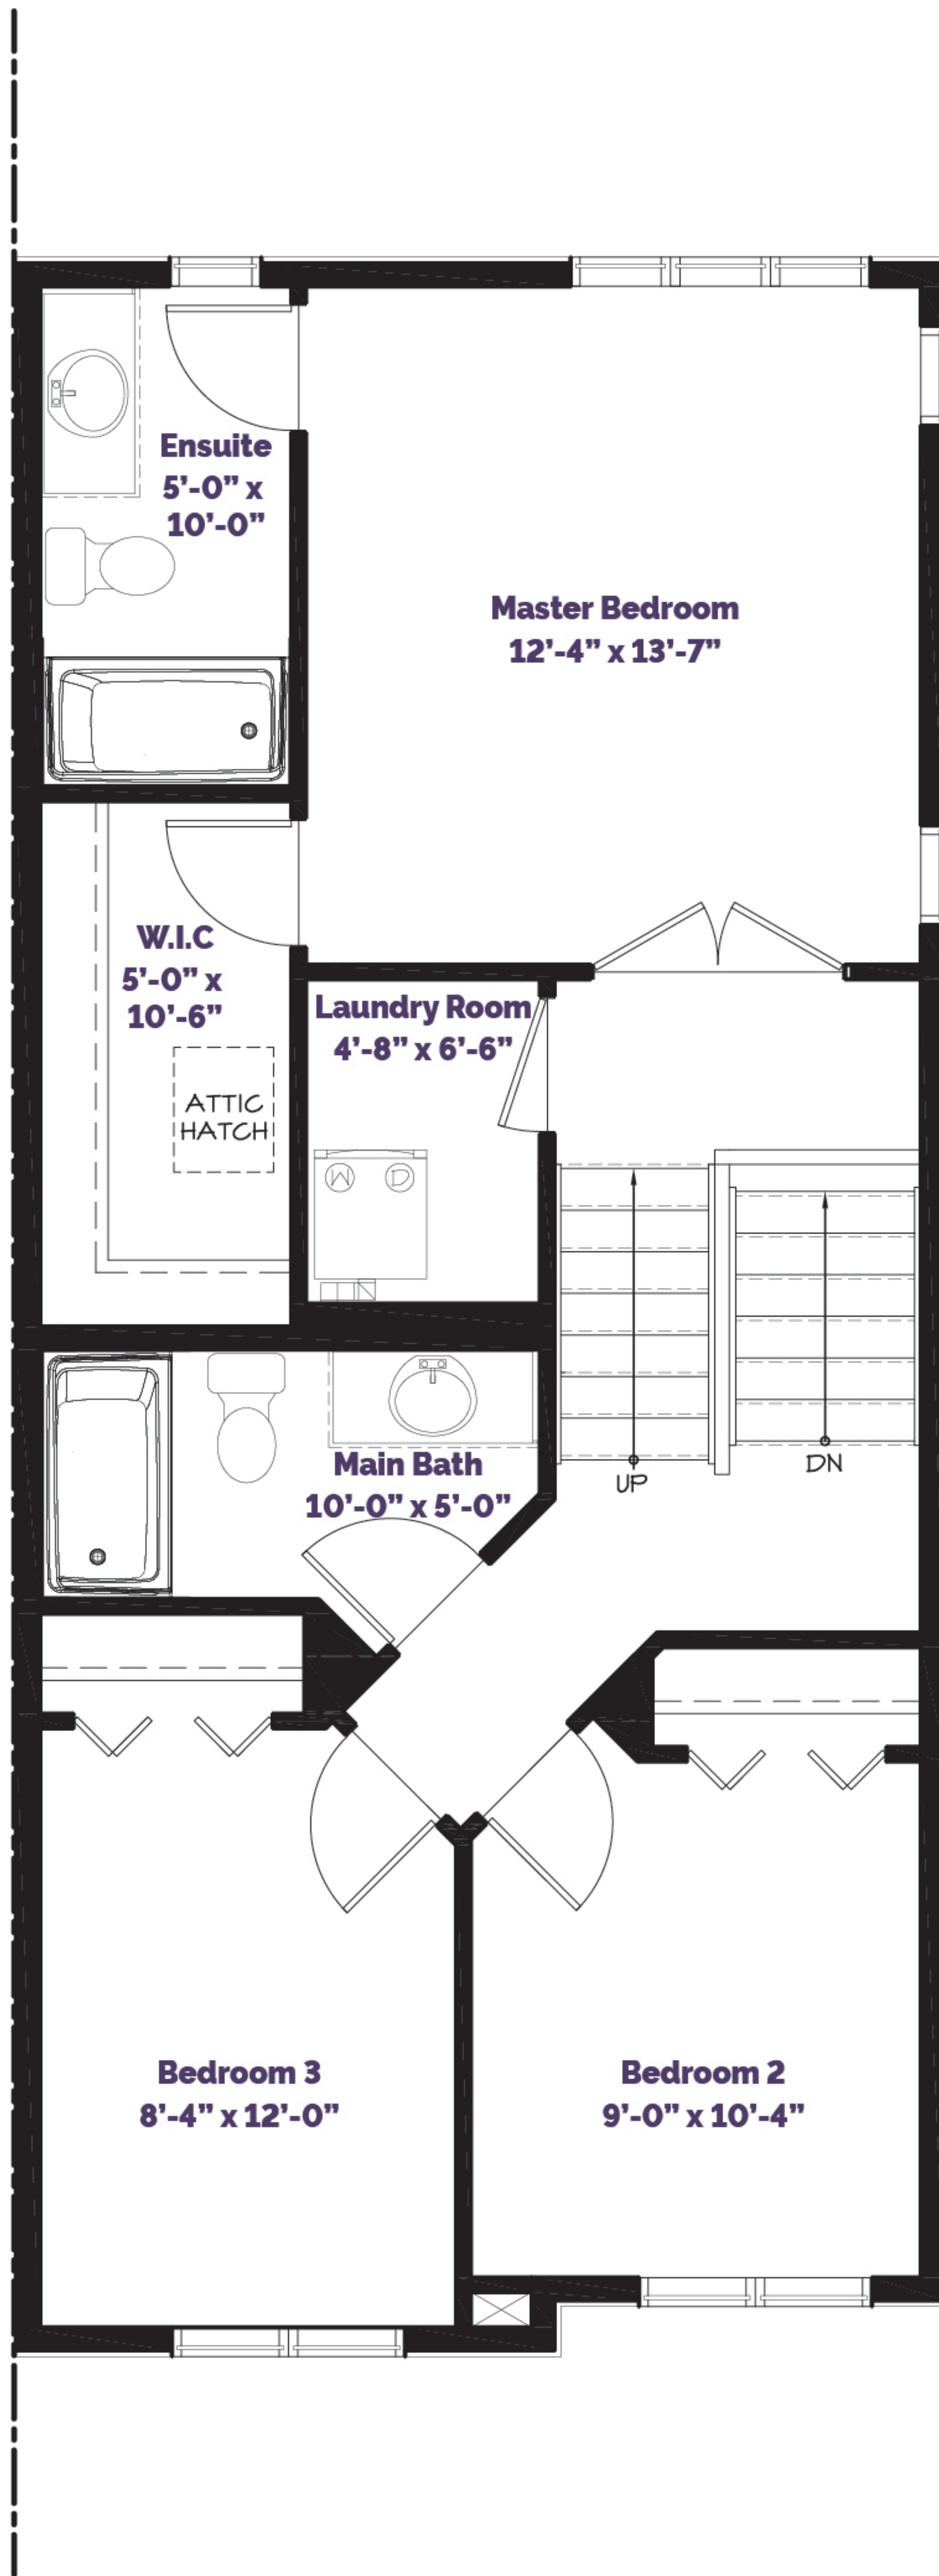 Ensuite
5’-0” x
10’-0”
Master Bedroom
12’-4” x 13’-7”
W.I.C
5’-0” x
10’-6”
Laundry Room
4’-8” x 6’-6”
ATTIC
HATCH
W D
UP
DN
Main Bath
10’-0” x 5’-0”
Bedroom 3
8’-4” x 12’-0”
Bedroom 2
9’-0” x 10’-4”